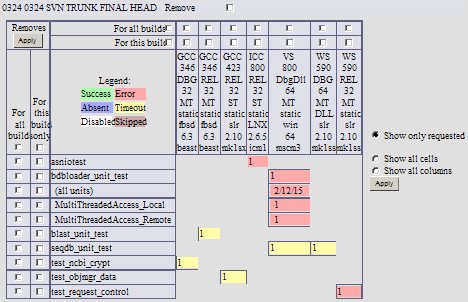 0324 0324 SVN TRUNK FINAL HEAD Remove
Removes For all builds
Apply For this build
GCC GCC GCC ICC VS WS WS
346 346 423 800 800 590 590
DBG REL REL REL DbgDll DBG REL
32 32 32 32 64 64 32
MT MT ST ST MT MT MT
static static static static static DLL static
fbsd fbsd slr LNX win slr slr
6.3 6.3 2.10 2.6.5 64 2.10 2.10
beast beast mk1sx icm1 mscm3 mk1ss mk1ss
Legend:
Success Error
Absent Timeout
Disabled Skipped
For all builds
For this build only
asniotest 1
bdbloader_unit_test 1
(all units) 2/12/15
MultiThreadedAccess_Local 1
MultiThreadedAccess_Remote 1
blast_unit_test 1
seqdb_unit_test 1 1
test_ncbi_crypt 1
test_objmgr_data 1
test_request_control 1
Show only requested
Show all cells
Show all columns
Apply